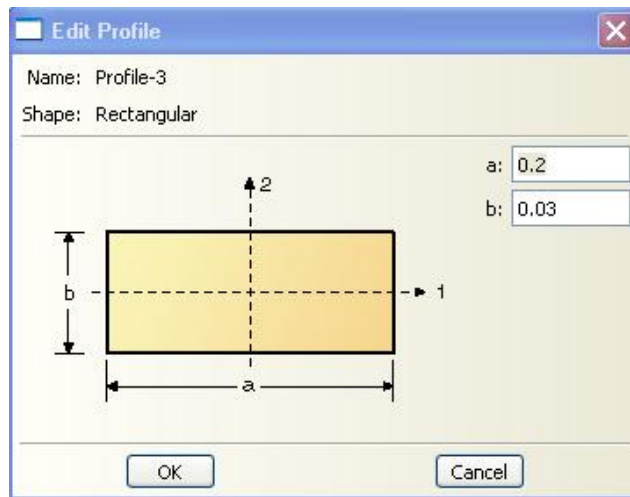 Edit Profile
Name: Profile-3
Shape: Rectangular
a: 0.2
b: 0.03
2
b
1
a
OK
Cancel